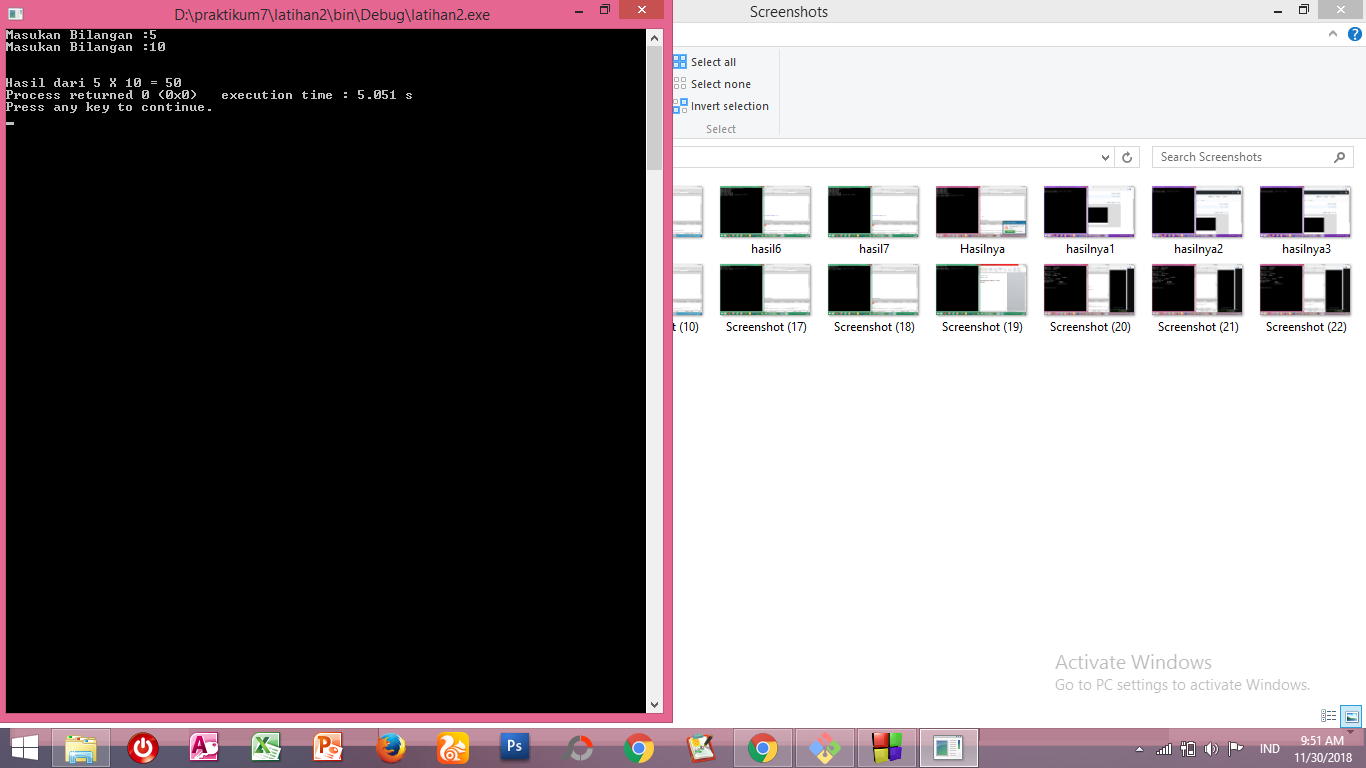 D:\praktikum7\latihan2\bin\Debug\latihan2.exe
Masukan Bilangan :5
Masukan Bilangan :10
Hasil dari 5 X 10 = 50
Process returned 0 (0x0)   execution time : 5.051 s
Press any key to continue.
Screenshots
Select all
Select none
Invert selection
Select
Search Screenshots
hasil6
hasil7
Hasilnya
hasilnya1
hasilnya2
hasilnya3
t (10)
Screenshot (17)
Screenshot (18)
Screenshot (19)
Screenshot (20)
Screenshot (21)
Screenshot (22)
Activate Windows
Go to PC settings to activate Windows.
Ps
IND
9:51 AM
11/30/2018